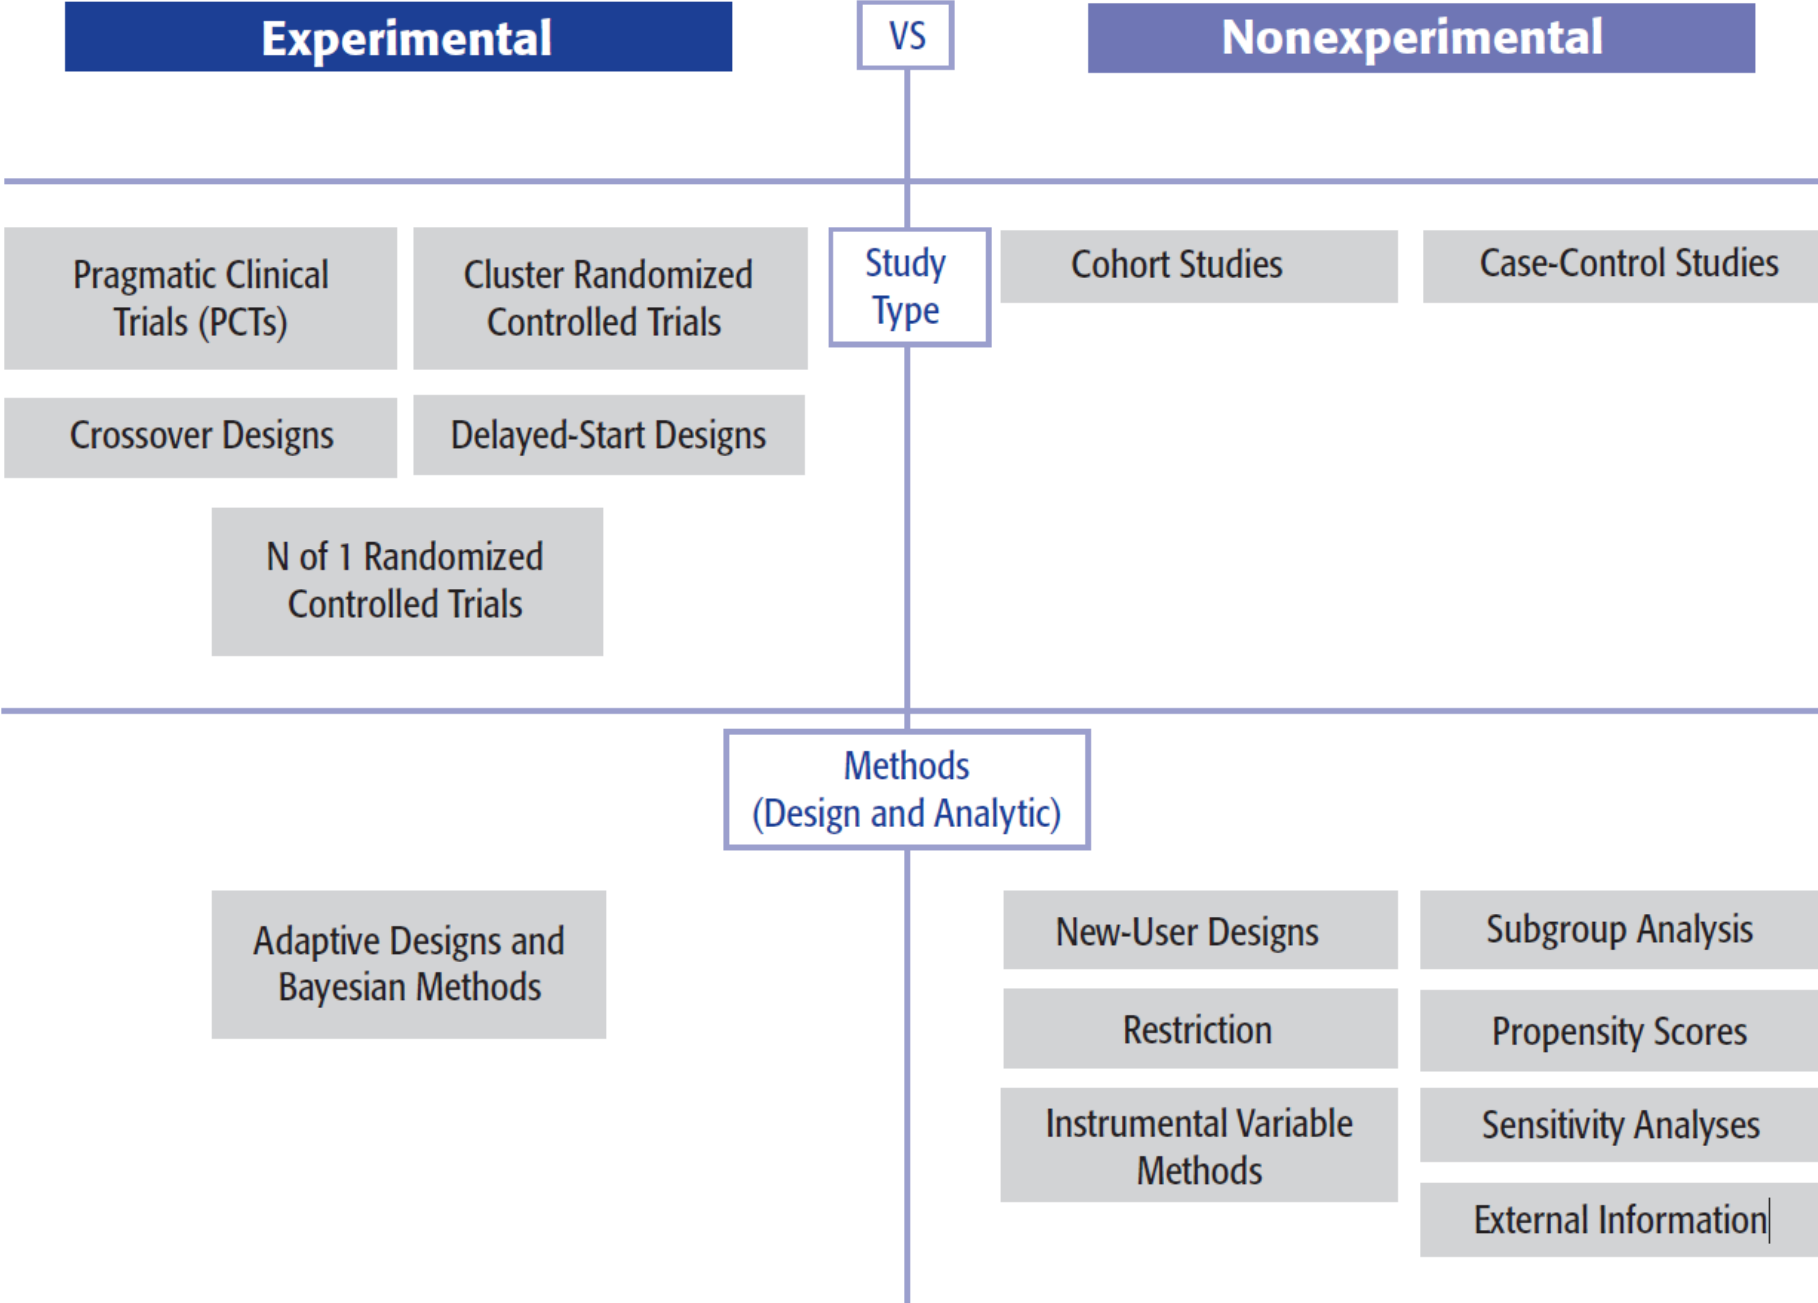 Experimental
VS
Nonexperimental
Pragmatic Clinical
Trials (PCTs)
Cluster Randomized
Controlled Trials
Study
Type
Cohort Studies
Case-Control Studies
Crossover Designs
Delayed-Start Designs
N of 1 Randomized
Controlled Trials
Methods
(Design and Analytic)
Adaptive Designs and
Bayesian Methods
New-User Designs
Subgroup Analysis
Restriction
Propensity Scores
Instrumental Variable
Methods
Sensitivity Analyses
External Information